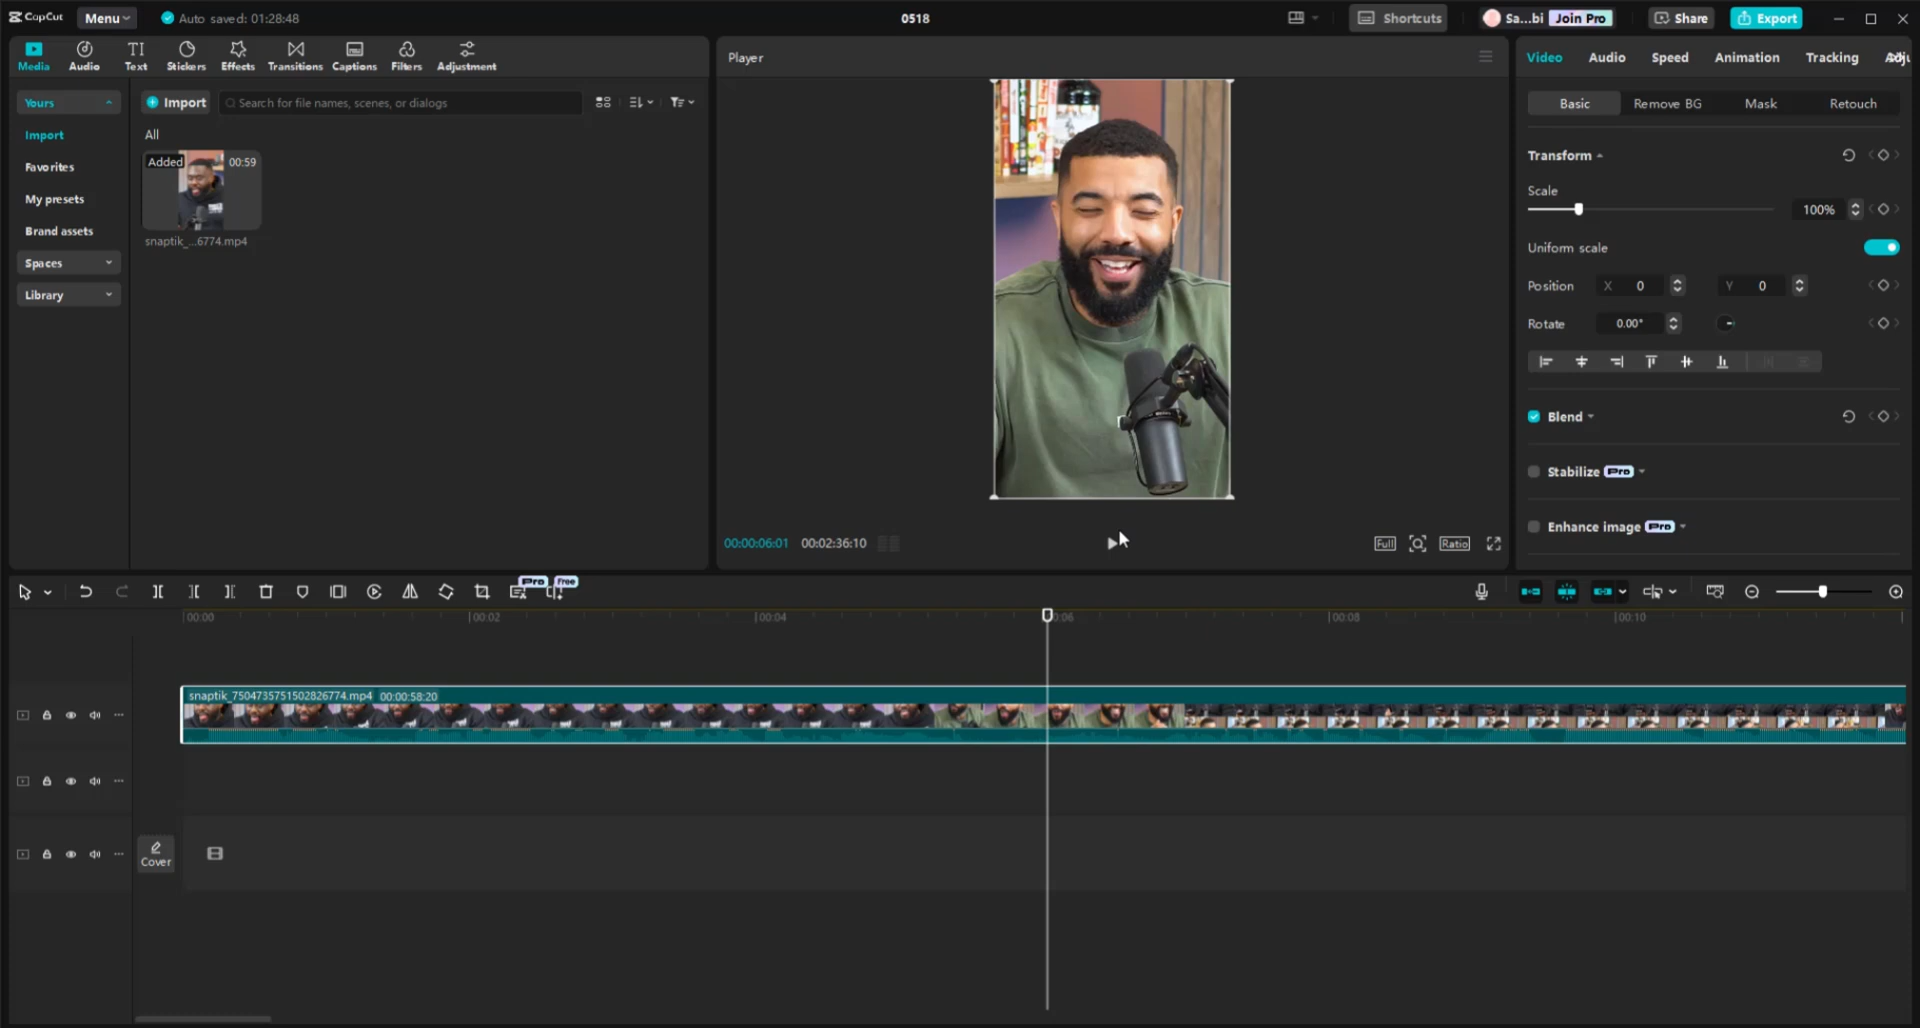 CapCut
Menu
Auto saved: 01:28:48
0518
Shortcuts
Sa...bi
Join Pro
Share
Export
Media
Audio
Text
Stickers
Effects
Transitions
Captions
Filters
Adjustment
Player
Video
Audio
Speed
Animation
Tracking
Yours
Import
Search for file names, scenes, or dialogs
Basic
Remove BG
Mask
Retouch
Import
All
Favorites
My presets
Brand assets
Spaces
Library
Added
00:59
snaptik_...6774.mp4
Transform
Scale
100%
Uniform scale
Position
X
0
Y
0
Rotate
0.00°
Blend
Stabilize
Pro
Enhance image
Pro
00:00:06:01
00:02:36:10
Full
Ratio
Pro
Free
00:00
00:02
00:04
00:06
00:08
00:10
snaptik_7504735751502826774.mp4
00:00:58:20
Cover